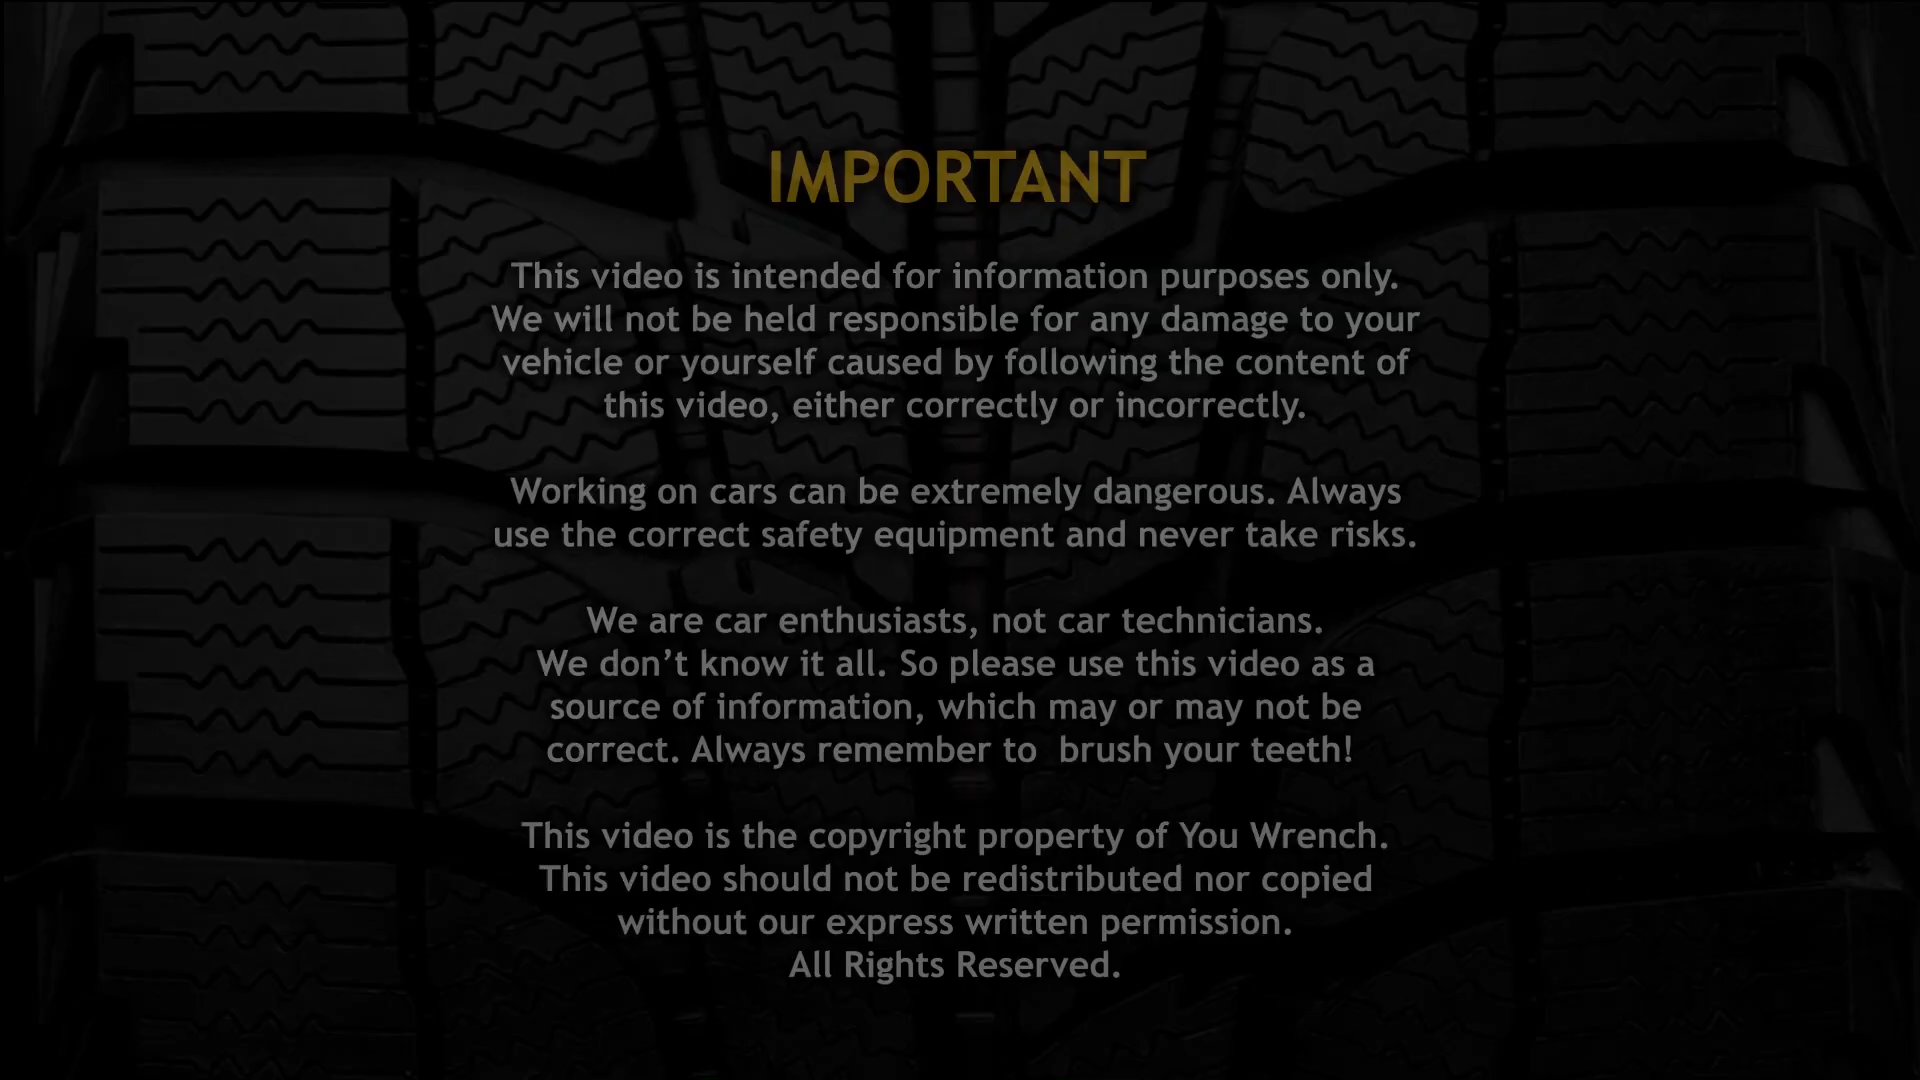 IMPORTANT
This video is intended for information purposes only.
We will not be held responsible for any damage to your
vehicle or yourself caused by following the content of
this video, either correctly or incorrectly.
Working on cars can be extremely dangerous. Always
use the correct safety equipment and never take risks.
We are car enthusiasts, not car technicians.
We don’t know it all. So please use this video as a
source of information, which may or may not be
correct. Always remember to  brush your teeth!
This video is the copyright property of You Wrench.
This video should not be redistributed nor copied
without our express written permission.
All Rights Reserved.